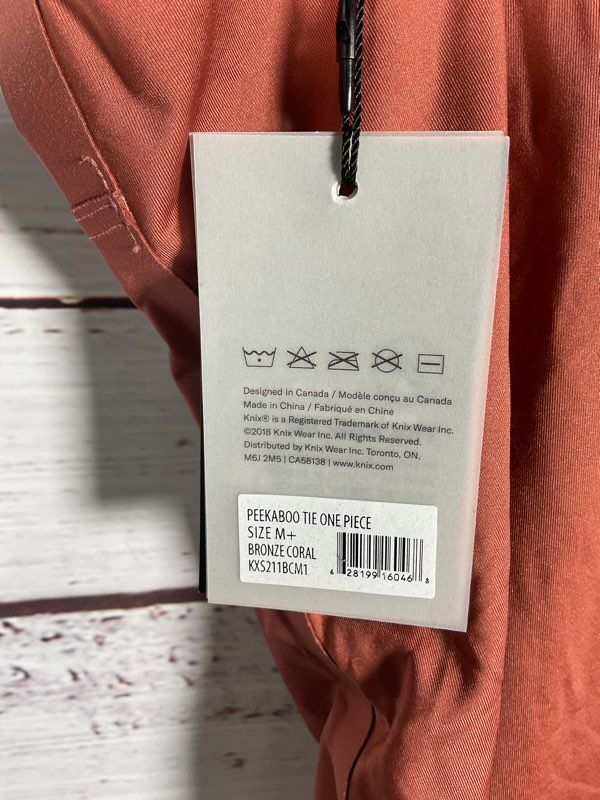 Designed in Canada / Modèle conçu au Canada
Made in China / Fabriqué en Chine
Knix® is a Registered Trademark of Knix Wear Inc.
©2018 Knix Wear Inc. All Rights Reserved.
Distributed by Knix Wear Inc. Toronto, ON,
M6J 2M5 | CA58138 | www.knix.com
PEEKABOO TIE ONE PIECE
SIZE M+
BRONZE CORAL
KXS211BCM1
6 28199 16046 8